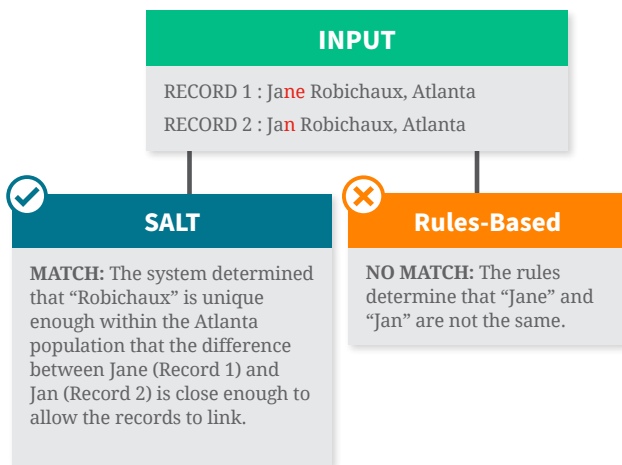 INPUT
RECORD 1 : Jane Robichaux, Atlanta
RECORD 2 : Jan Robichaux, Atlanta
SALT
MATCH: The system determined
that “Robichaux” is unique
enough within the Atlanta
population that the difference
between Jane (Record 1) and
Jan (Record 2) is close enough to
allow the records to link.
Rules-Based
NO MATCH: The rules
determine that “Jane” and
“Jan” are not the same.